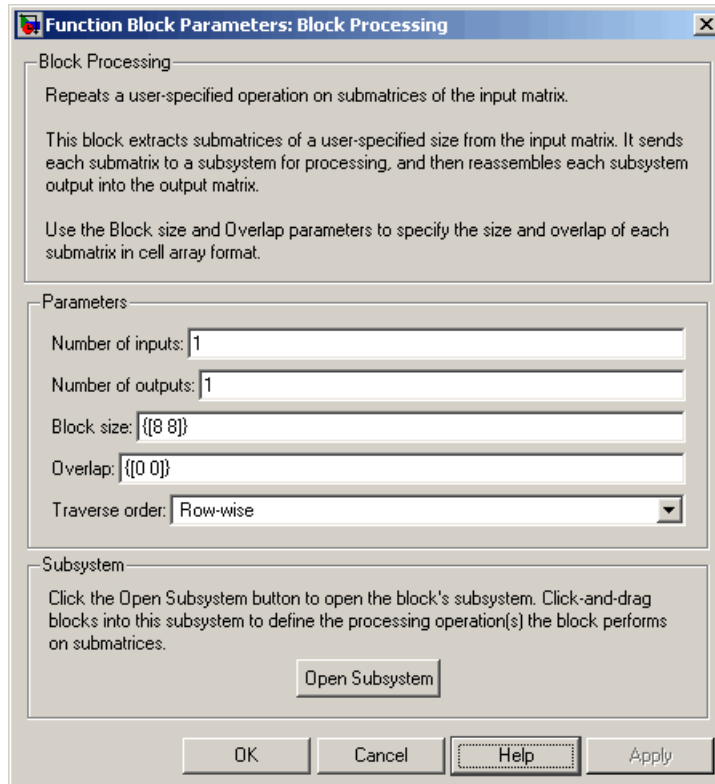 Function Block Parameters: Block Processing
Block Processing
Repeats a user-specified operation on submatrices of the input matrix.
This block extracts submatrices of a user-specified size from the input matrix. It sends
each submatrix to a subsystem for processing, and then reassembles each subsystem
output into the output matrix.
Use the Block size and Overlap parameters to specify the size and overlap of each
submatrix in cell array format.
Parameters
Number of inputs: 1
Number of outputs: 1
Block size: {[8 8]}
Overlap: {[0 0]}
Traverse order: Row-wise
Subsystem
Click the Open Subsystem button to open the block's subsystem. Click-and-drag
blocks into this subsystem to define the processing operation(s) the block performs
on submatrices.
Open Subsystem
OK Cancel Help Apply